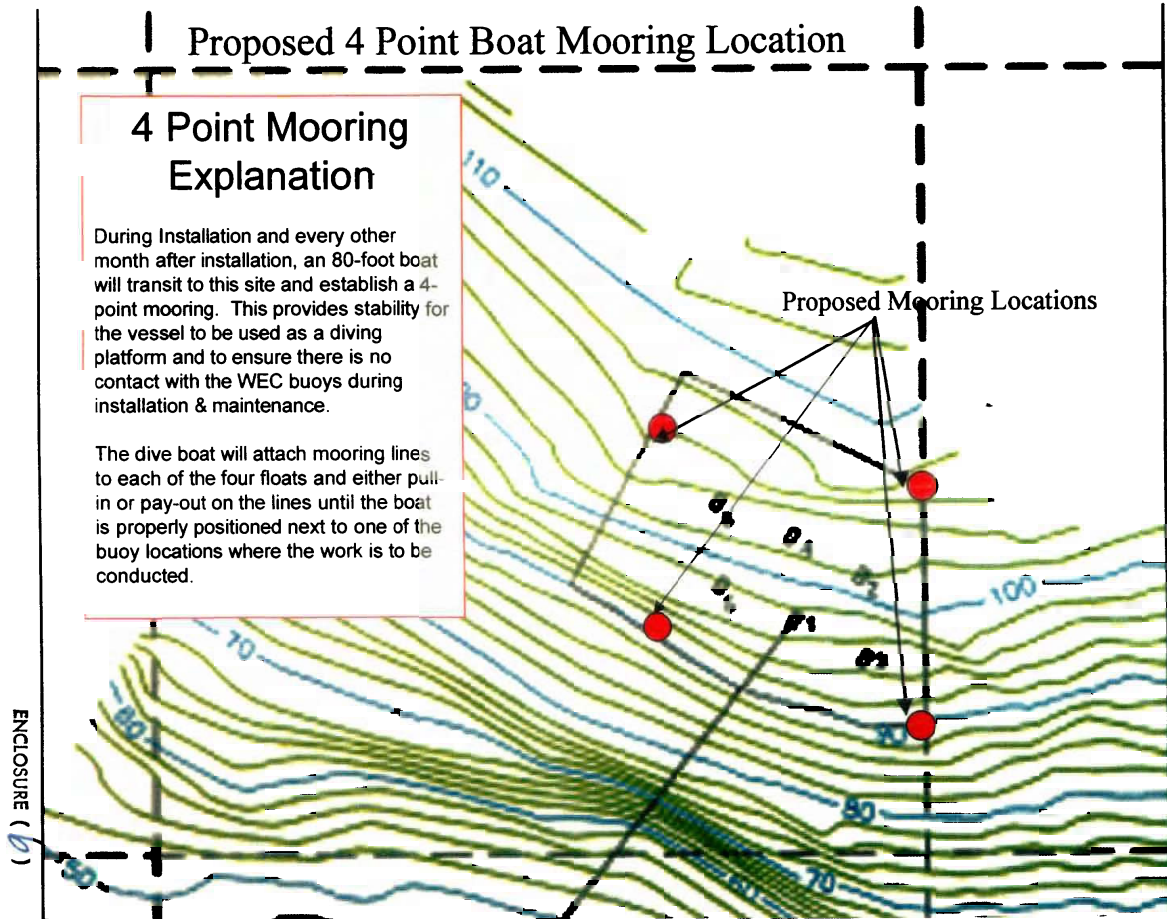 Proposed 4 Point Boat Mooring Location
4 Point Mooring
Explanation
During Installation and every other
month after installation, an 80-foot boat
will transit to this site and establish a 4-
point mooring. This provides stability for
the vessel to be used as a diving
platform and to ensure there is no
contact with the WEC buoys during
installation & maintenance.
The dive boat will attach mooring lines
to each of the four floats and either pull-
in or pay-out on the lines until the boat
is properly positioned next to one of the
buoy locations where the work is to be
conducted.
110
Proposed Mooring Locations
100
90
70
80
80
70
60
50
ENCLOSURE (6)